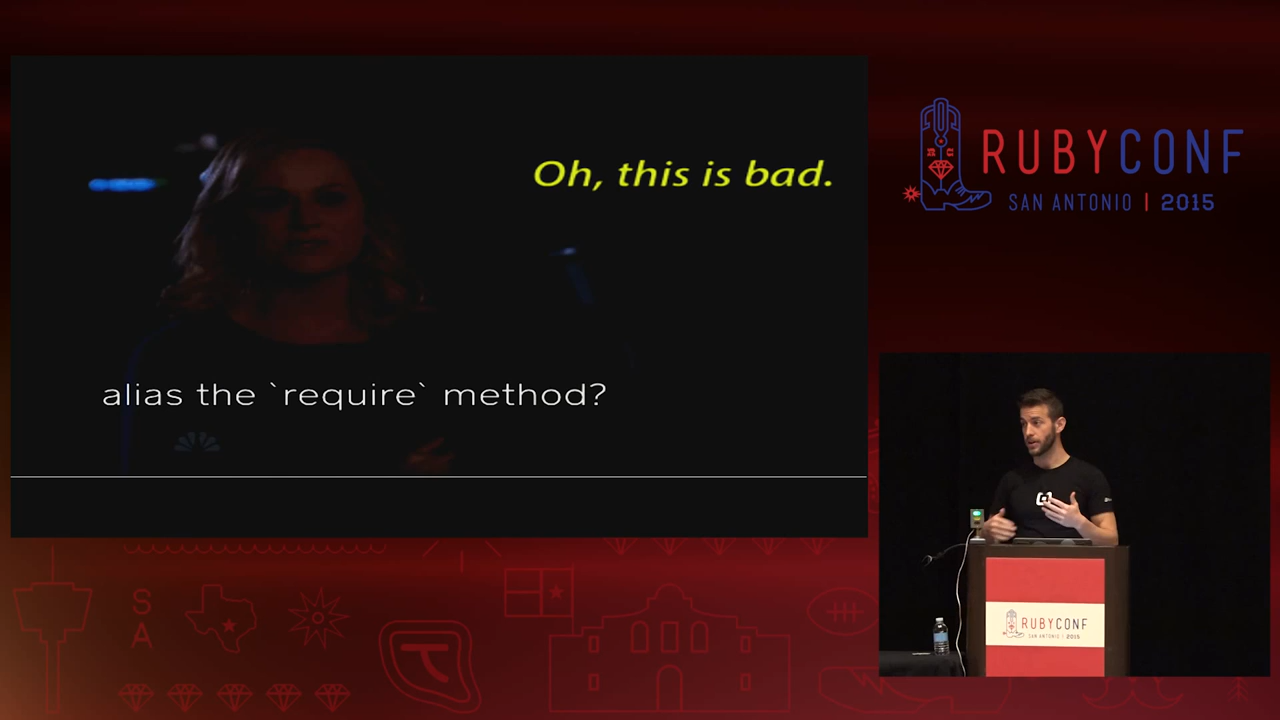 Oh, this is bad.
alias the `require` method?
RUBYCONF
SAN ANTONIO | 2015
RUBYCONF
SAN ANTONIO | 2015
S
A